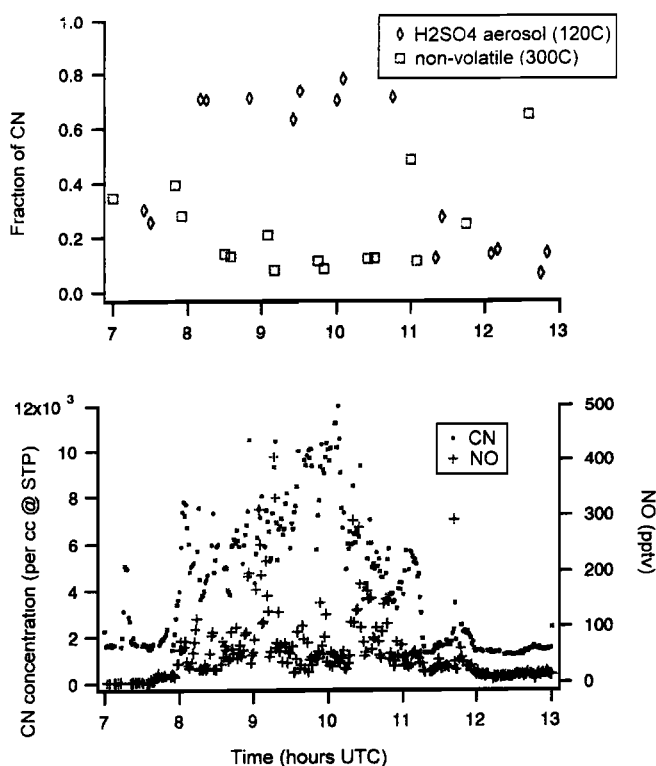 1.0
0.8
0.6
0.4
0.2
0.0
Fraction of CN
H2SO4 aerosol (120C)
non-volatile (300C)
7 8 9 10 11 12 13
12x10 3
10
8
6
4
2
0
CN concentration (per cc @ STP)
CN
NO
500
400
300
200
100
0
NO (pptv)
7 8 9 10 11 12 13
Time (hours UTC)